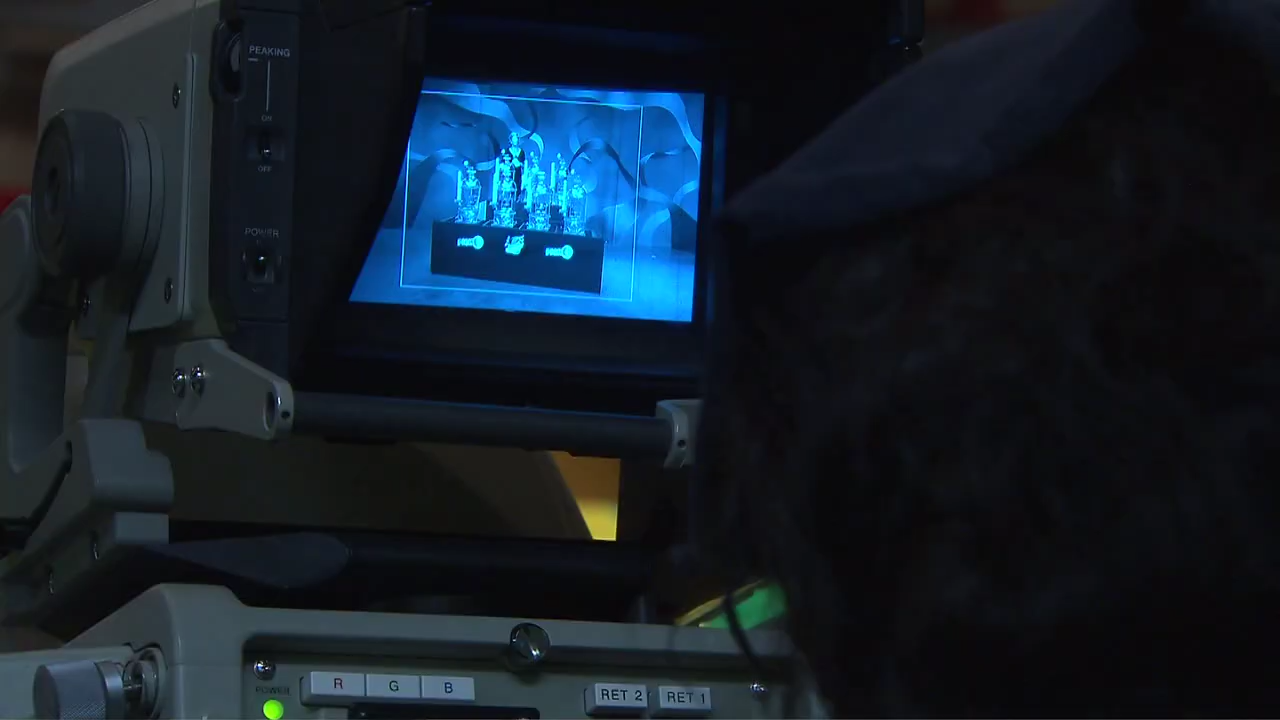 PEAKING
ON
OFF
POWER
POWER
R G B RET 2 RET 1